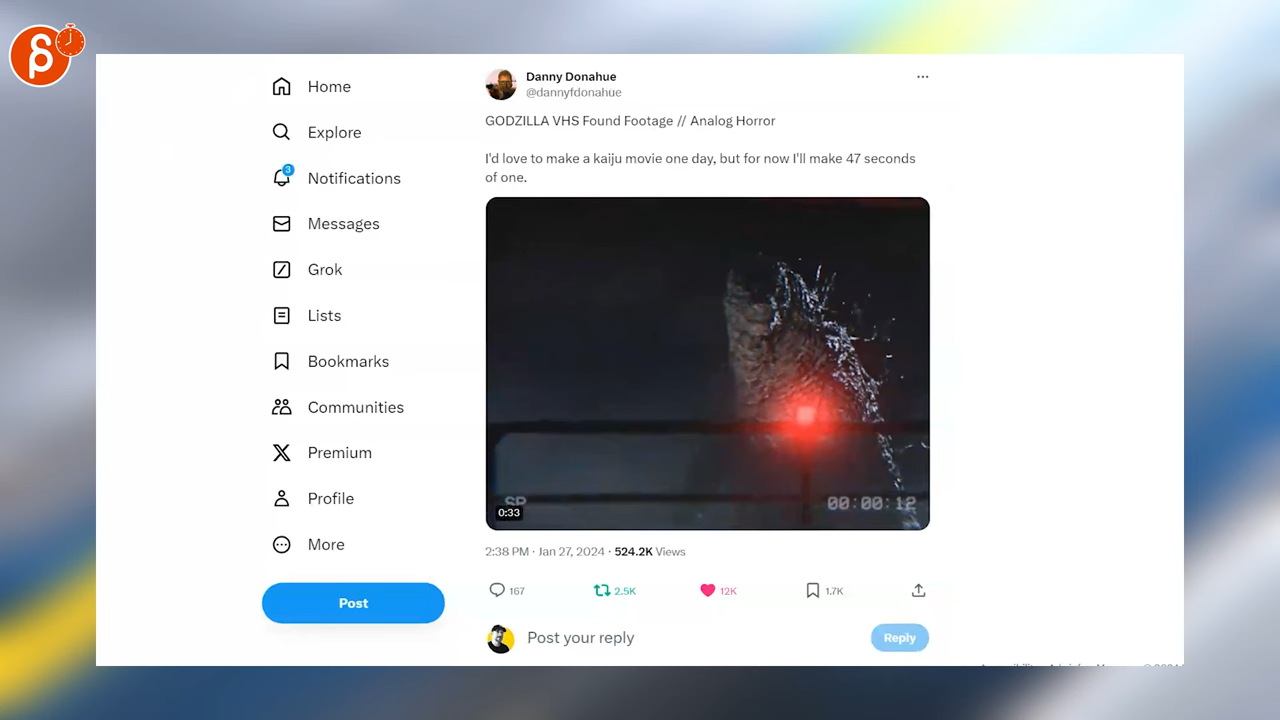 Home
Explore
3
Notifications
Messages
Grok
Lists
Bookmarks
Communities
Premium
Profile
More
Post
Danny Donahue
@dannyfdonahue
GODZILLA VHS Found Footage // Analog Horror
I'd love to make a kaiju movie one day, but for now I'll make 47 seconds
of one.
SP
00:00:12
0:33
2:38 PM · Jan 27, 2024 · 524.2K Views
167 2.5K 12K 1.7K
Post your reply
Reply